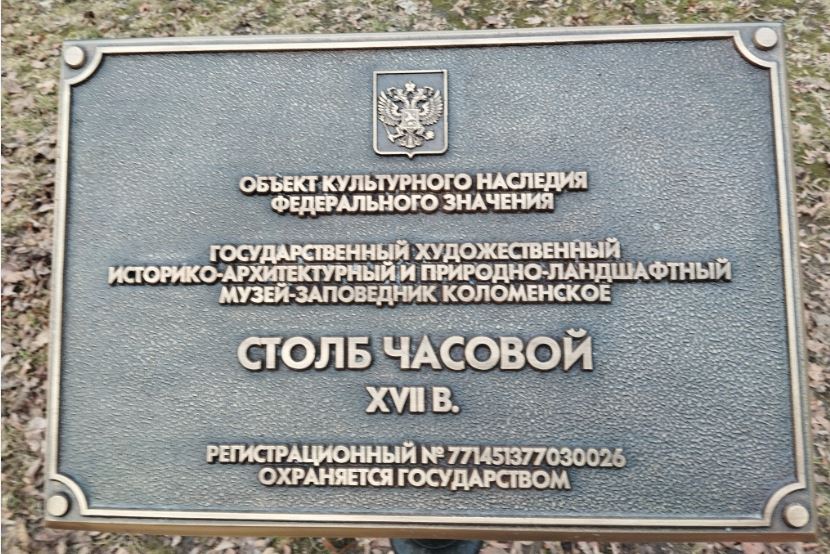 ОБЪЕКТ КУЛЬТУРНОГО НАСЛЕДИЯ
ФЕДЕРАЛЬНОГО ЗНАЧЕНИЯ
ГОСУДАРСТВЕННЫЙ ХУДОЖЕСТВЕННЫЙ
ИСТОРИКО-АРХИТЕКТУРНЫЙ И ПРИРОДНО-ЛАНДШАФТНЫЙ
МУЗЕЙ-ЗАПОВЕДНИК КОЛОМЕНСКОЕ
СТОЛБ ЧАСОВОЙ
XVII В.
РЕГИСТРАЦИОННЫЙ № 771451377030026
ОХРАНЯЕТСЯ ГОСУДАРСТВОМ